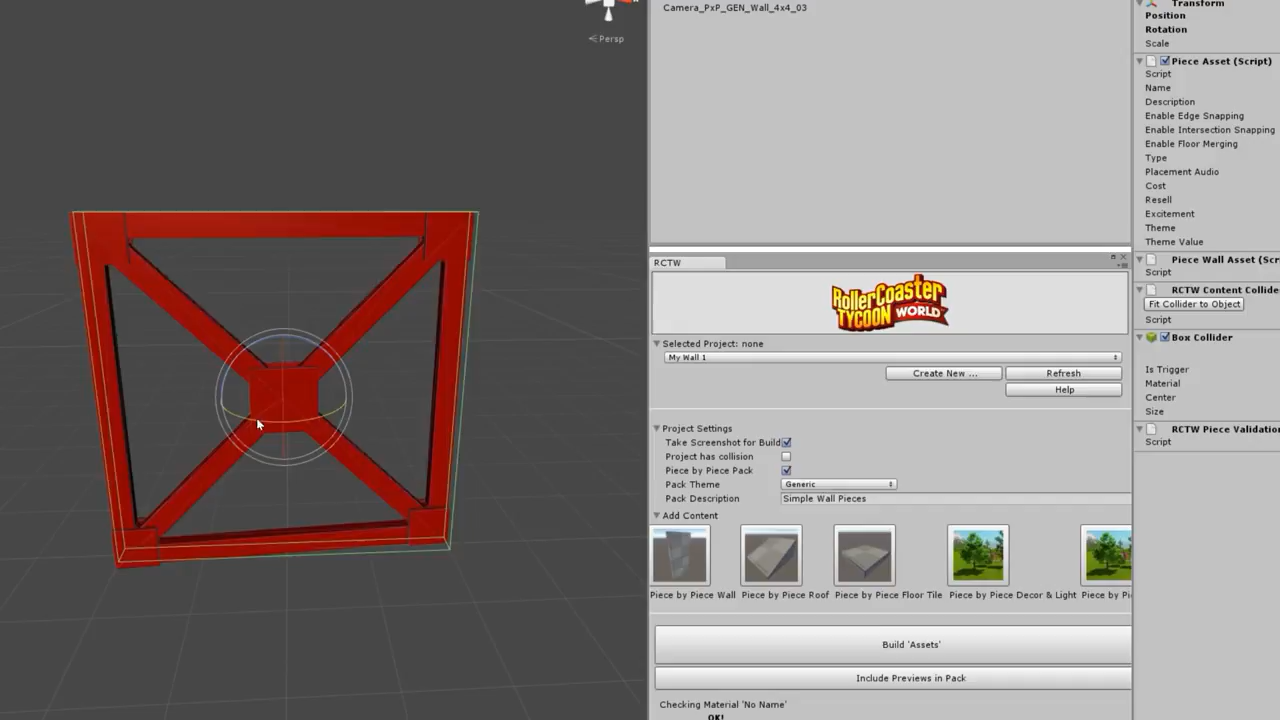 Persp
Camera_PxP_GEN_Wall_4x4_03
RCTW
RollerCoaster
TYCOON WORLD
Selected Project: none
My Wall 1
Create New ...
Refresh
Help
Project Settings
Take Screenshot for Build
Project has collision
Piece by Piece Pack
Pack Theme
Generic
Pack Description
Simple Wall Pieces
Add Content
Piece by Piece Wall
Piece by Piece Roof
Piece by Piece Floor Tile
Piece by Piece Decor & Light
Piece by Pi
Build 'Assets'
Include Previews in Pack
Checking Material 'No Name'
OK!
Transform
Position
Rotation
Scale
Piece Asset (Script)
Script
Name
Description
Enable Edge Snapping
Enable Intersection Snapping
Enable Floor Merging
Type
Placement Audio
Cost
Resell
Excitement
Theme
Theme Value
Piece Wall Asset (Scr
Script
RCTW Content Collide
Fit Collider to Object
Script
Box Collider
Is Trigger
Material
Center
Size
RCTW Piece Validatio
Script